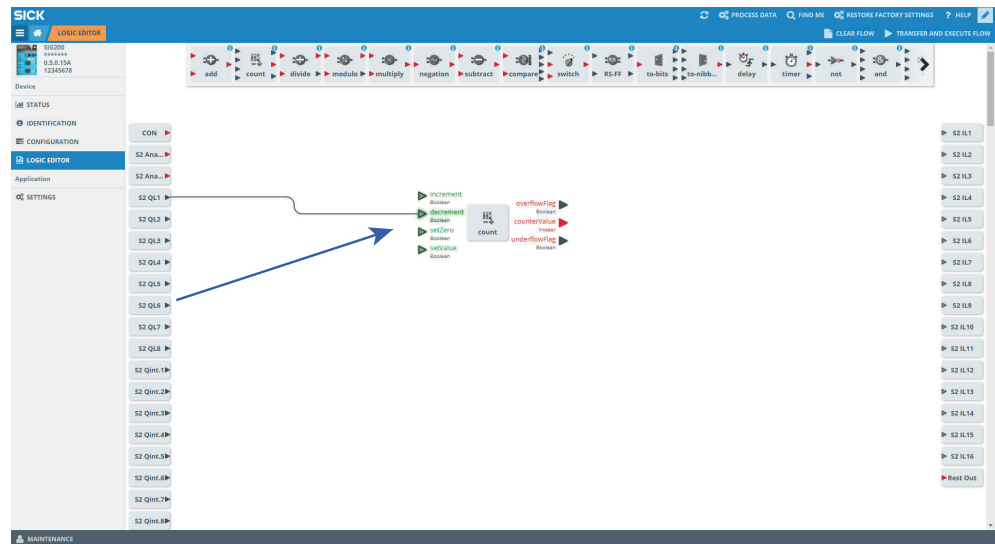 SICK
PROCESS DATA
FIND ME
RESTORE FACTORY SETTINGS
? HELP
LOGIC EDITOR
CLEAR FLOW
TRANSFER AND EXECUTE FLOW
SIG200
*******
0.5.0.15A
12345678
Device
STATUS
IDENTIFICATION
CONFIGURATION
LOGIC EDITOR
Application
SETTINGS
add
count
divide
modulo
multiply
negation
subtract
compare
switch
RS-FF
to-bits
to-nibb...
delay
timer
not
and
CON
S2 Ana...
S2 Ana...
S2 QL1
S2 QL2
S2 QL3
S2 QL4
S2 QL5
S2 QL6
S2 QL7
S2 QL8
S2 Qint.1
S2 Qint.2
S2 Qint.3
S2 Qint.4
S2 Qint.5
S2 Qint.6
S2 Qint.7
S2 Qint.8
increment
Boolean
decrement
Boolean
setZero
Boolean
setValue
Boolean
count
overflowFlag
Boolean
counterValue
Integer
underflowFlag
Boolean
S2 IL1
S2 IL2
S2 IL3
S2 IL4
S2 IL5
S2 IL6
S2 IL7
S2 IL8
S2 IL9
S2 IL10
S2 IL11
S2 IL12
S2 IL13
S2 IL14
S2 IL15
S2 IL16
Rest Out
MAINTENANCE